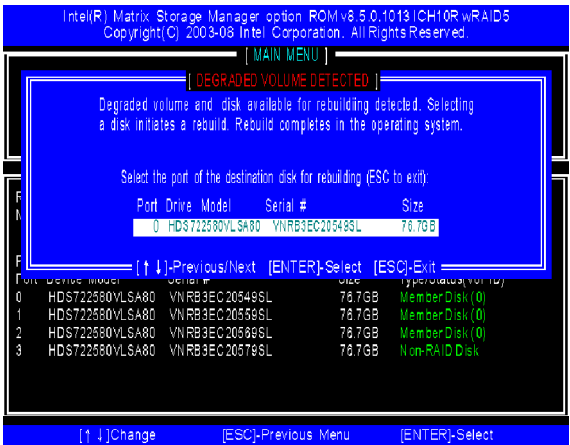 Intel(R) Matrix Storage Manager option ROM v8.5.0.1013 ICH10R wRAID5
Copyright(C) 2003-08 Intel Corporation. All Rights Reserved.
[ MAIN MENU ]
[ DEGRADED VOLUME DETECTED ]
Degraded volume and disk available for rebuilding detected. Selecting
a disk initiates a rebuild. Rebuild completes in the operating system.
Select the port of the destination disk for rebuilding (ESC to exit):
Port Drive Model Serial # Size
0 HDS722580VLSA80 VNRB3EC20549SL 76.7GB
[↑↓]-Previous/Next [ENTER]-Select [ESC]-Exit
Port Device Model Serial # Size Type/Status(Vol ID)
0 HDS722580VLSA80 VNRB3EC20549SL 76.7GB Member Disk (0)
1 HDS722580VLSA80 VNRB3EC20559SL 76.7GB Member Disk (0)
2 HDS722580VLSA80 VNRB3EC20569SL 76.7GB Member Disk (0)
3 HDS722580VLSA80 VNRB3EC20579SL 76.7GB Non-RAID Disk
[↑↓]Change [ESC]-Previous Menu [ENTER]-Select